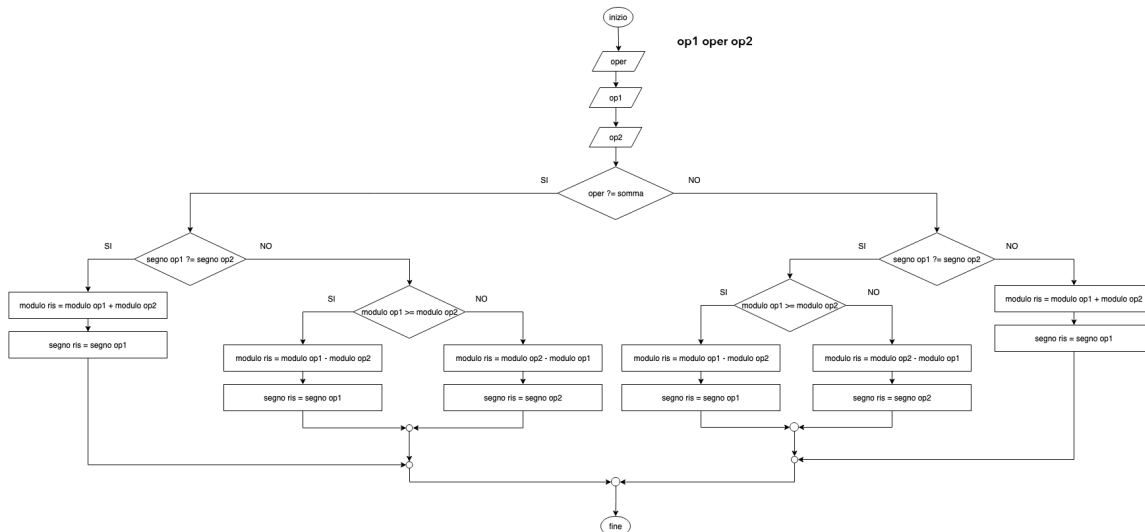 inizio
op1 oper op2
oper
op1
op2
SI
NO
oper ?= somma
SI
NO
segno op1 ?= segno op2
SI
NO
segno op1 ?= segno op2
modulo ris = modulo op1 + modulo op2
segno ris = segno op1
SI
NO
modulo op1 >= modulo op2
modulo ris = modulo op1 - modulo op2
segno ris = segno op1
modulo ris = modulo op2 - modulo op1
segno ris = segno op2
SI
NO
modulo op1 >= modulo op2
modulo ris = modulo op1 - modulo op2
segno ris = segno op1
modulo ris = modulo op2 - modulo op1
segno ris = segno op2
modulo ris = modulo op1 + modulo op2
segno ris = segno op1
fine